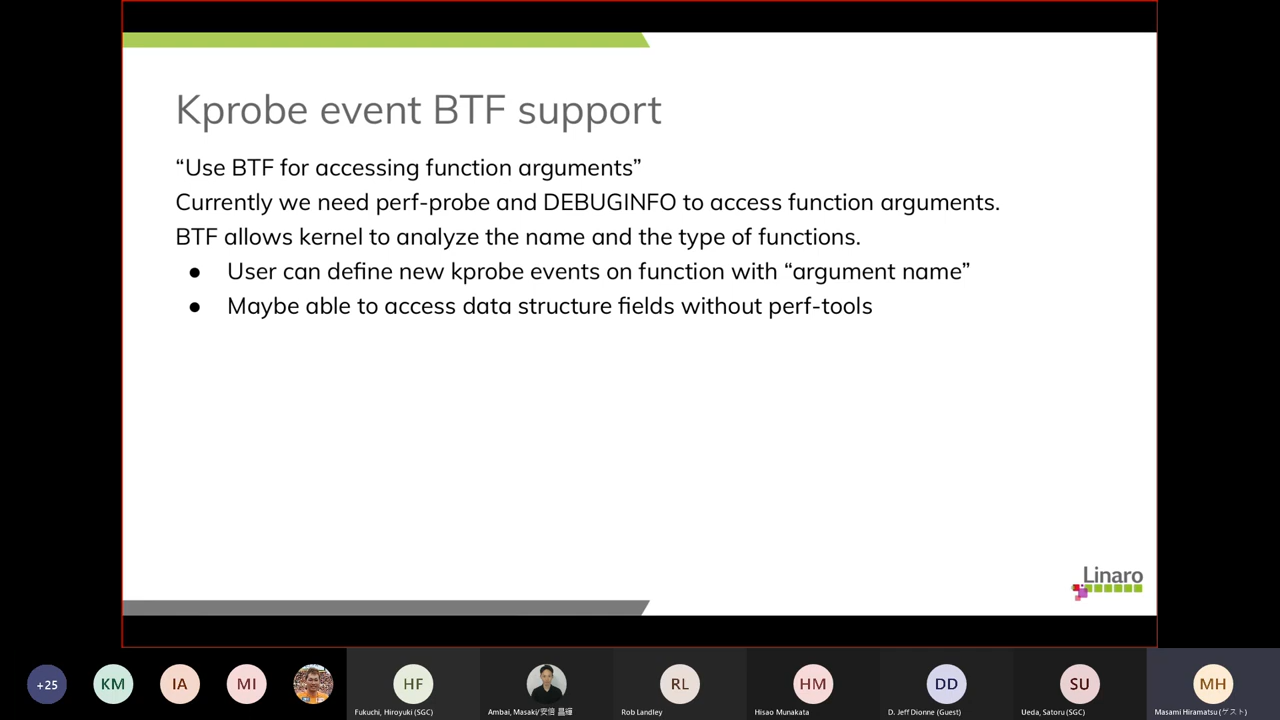 Kprobe event BTF support
“Use BTF for accessing function arguments”
Currently we need perf-probe and DEBUGINFO to access function arguments.
BTF allows kernel to analyze the name and the type of functions.
● User can define new kprobe events on function with “argument name”
● Maybe able to access data structure fields without perf-tools
Linaro
+25
KM
IA
MI
HF
RL
HM
DD
SU
MH
Fukuchi, Hiroyuki (SGC)
Ambai, Masaki/安倍 昌輝
Rob Landley
Hisao Munakata
D. Jeff Dionne (Guest)
Ueda, Satoru (SGC)
Masami Hiramatsu (ゲスト)